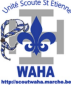 Unité Scoute St Etienne
WAHA
http://scoutwaha.marche.be